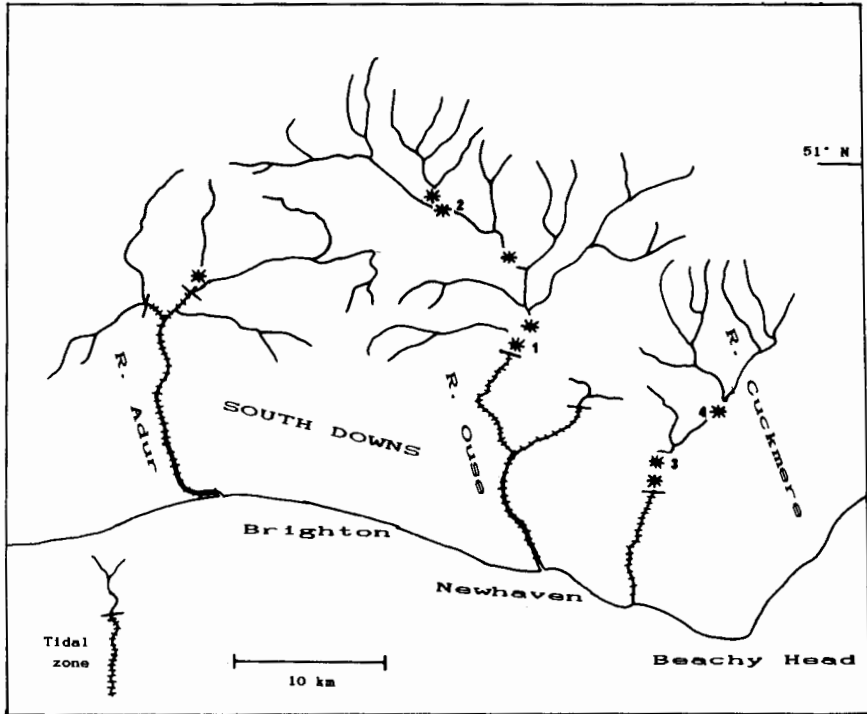 51° N
2
1
R. Adur
R. Ouse
R. Cuckmere
SOUTH DOWNS
4
3
Brighton
Newhaven
Beachy Head
Tidal
zone
10 km